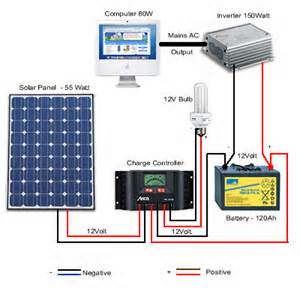 Computer 80W
Inverter 150Watt
Mains AC
Output
Solar Panel - 55 Watt
12V Bulb
Charge Controller
12Volt
12Volt
12Volt
Battery - 120Ah
- Negative
+ Positive